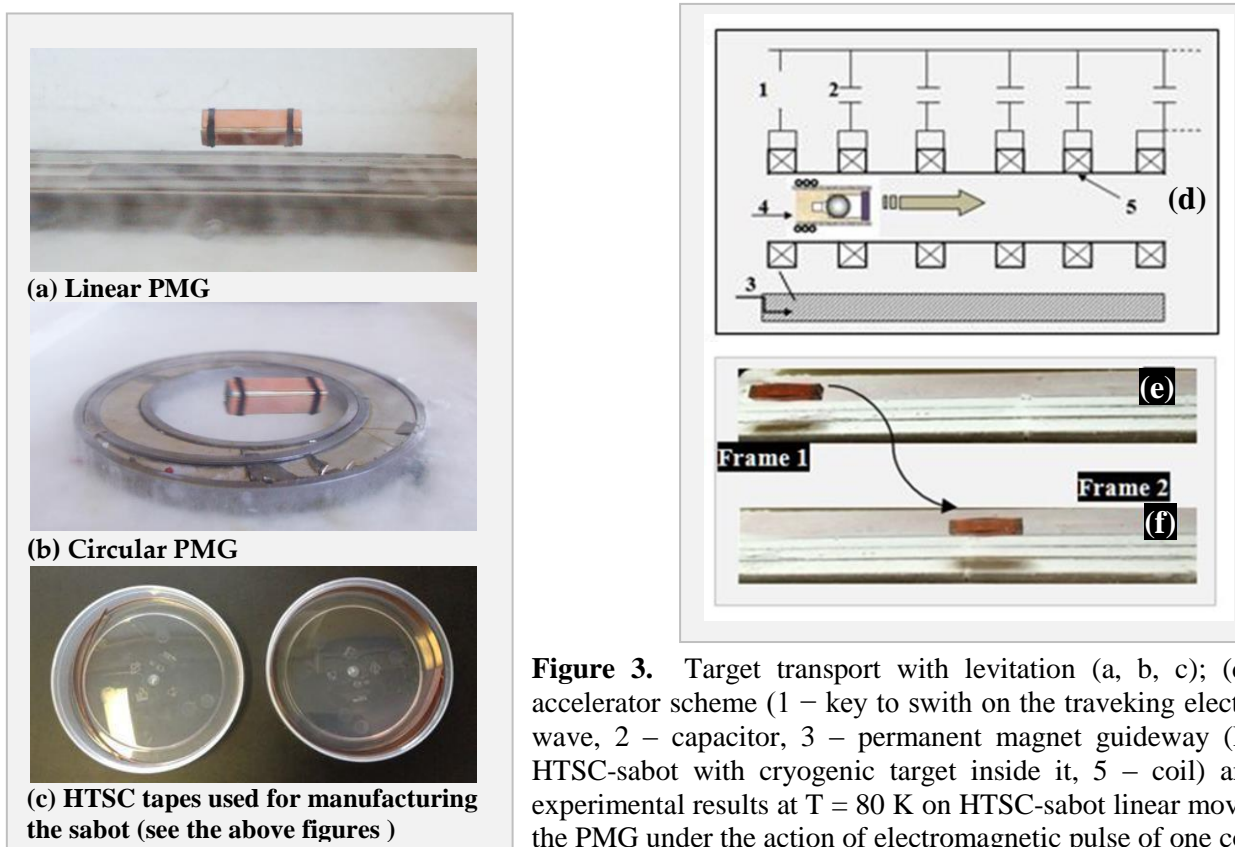 (a) Linear PMG
(b) Circular PMG
(c) HTSC tapes used for manufacturing
the sabot (see the above figures )
1
2
(d)
4
5
3
(e)
Frame 1
Frame 2
(f)
Figure 3. Target transport with levitation (a, b, c);
accelerator scheme (1 − key to swith on the traveking
wave, 2 – capacitor, 3 – permanent magnet guideway
HTSC-sabot with cryogenic target inside it, 5 – coil)
experimental results at T = 80 K on HTSC-sabot linear
the PMG under the action of electromagnetic pulse of one